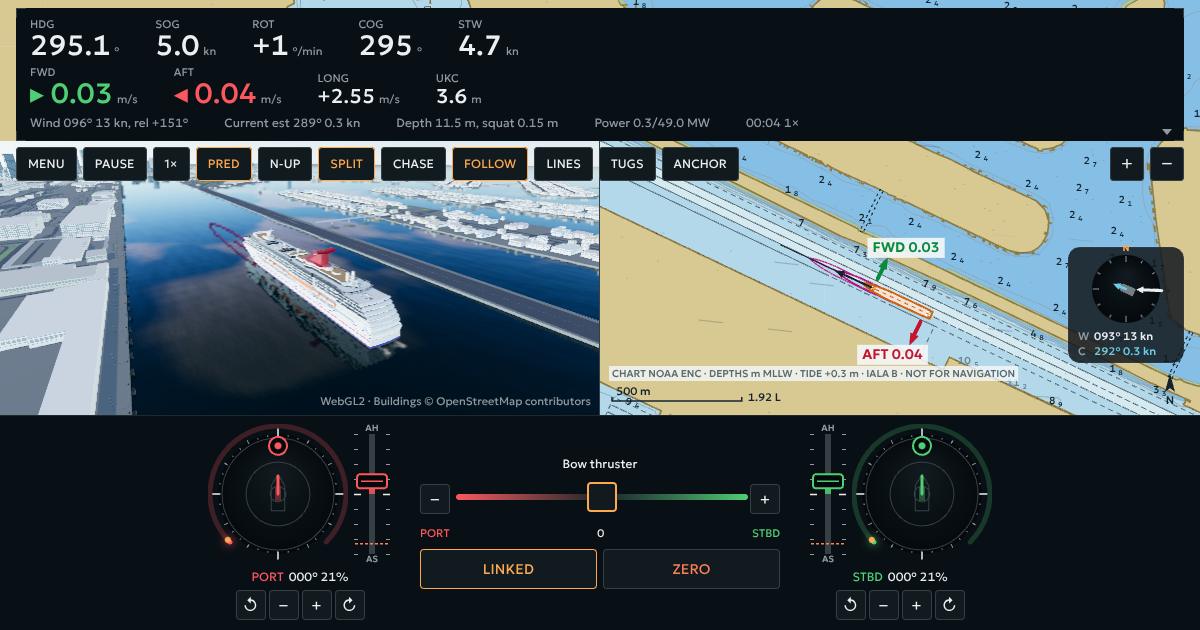 HDG SOG ROT COG STW
295.1 ° 5.0 kn +1 °/min 295 ° 4.7 kn
FWD AFT LONG UKC
▶ 0.03 m/s ◀ 0.04 m/s +2.55 m/s 3.6 m
Wind 096° 13 kn, rel +151° Current est 289° 0.3 kn Depth 11.5 m, squat 0.15 m Power 0.3/49.0 MW 00:04 1×
MENU PAUSE 1× PRED N-UP SPLIT CHASE FOLLOW LINES TUGS ANCHOR + −
FWD 0.03
AFT 0.04
N
W 093° 13 kn
C 292° 0.3 kn
CHART NOAA ENC · DEPTHS m MLLW · TIDE +0.3 m · IALA B · NOT FOR NAVIGATION
500 m 1.92 L
N
WebGL2 · Buildings © OpenStreetMap contributors
AH AH
Bow thruster
− +
PORT 0 STBD
AS AS
LINKED ZERO
PORT 000° 21% STBD 000° 21%
− + − +